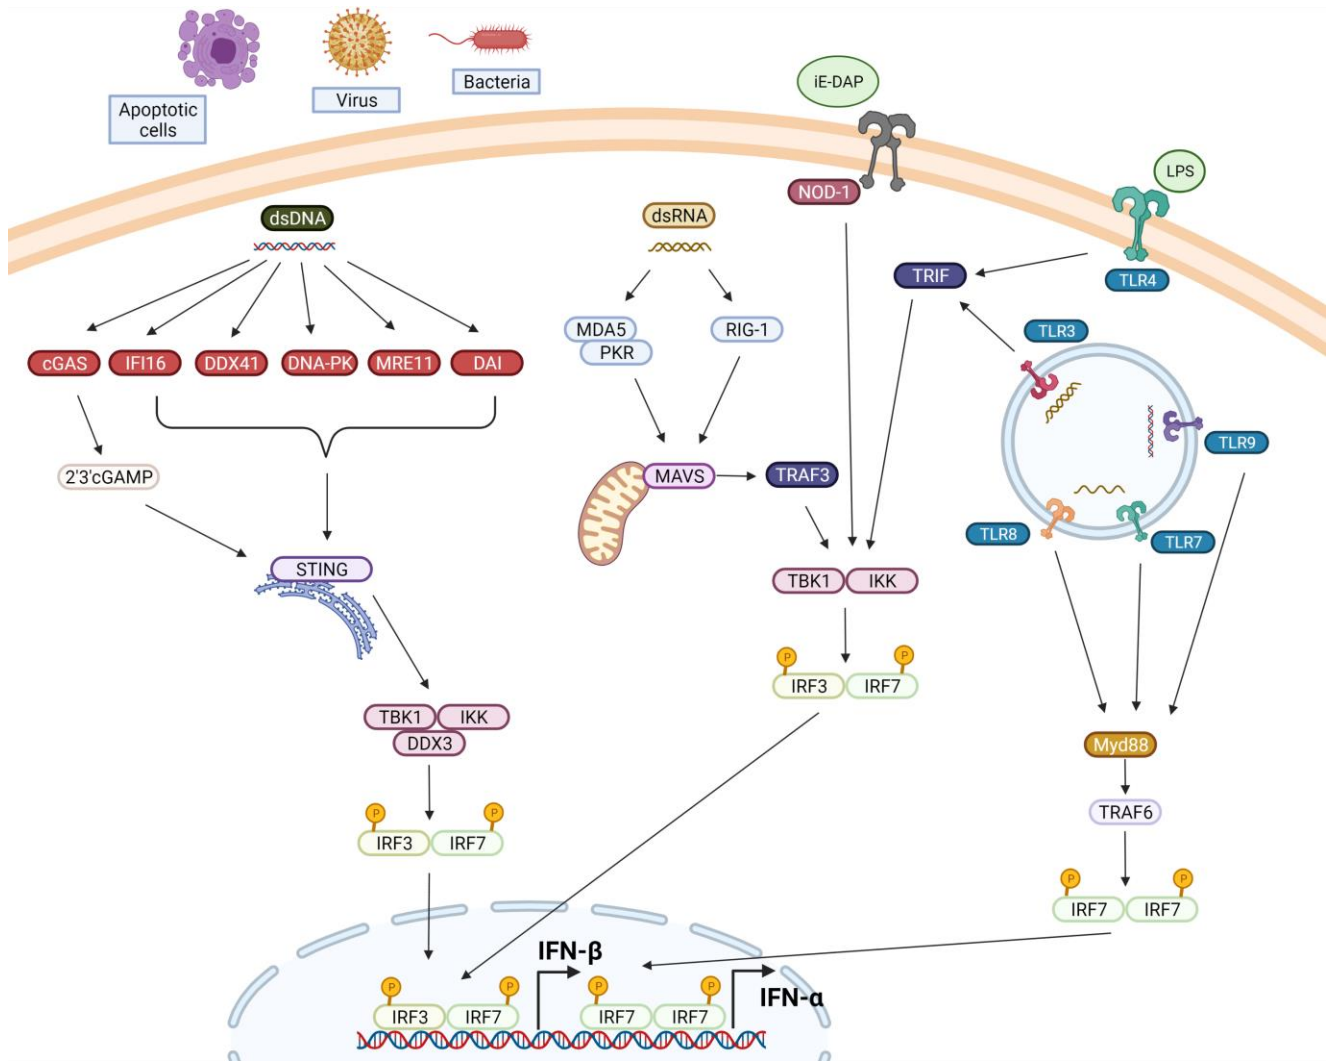 Apoptotic
cells
Virus
Bacteria
iE-DAP
LPS
NOD-1
dsDNA
dsRNA
TRIF
TLR4
TLR3
MDA5
PKR
RIG-1
cGAS
IFI16
DDX41
DNA-PK
MRE11
DAI
TLR9
2'3'cGAMP
MAVS
TRAF3
TLR8
TLR7
STING
TBK1
IKK
P
P
IRF3
IRF7
TBK1
IKK
DDX3
Myd88
TRAF6
P
P
IRF3
IRF7
P
P
IRF7
IRF7
IFN-β
IFN-α
P
P
IRF3
IRF7
P
P
IRF7
IRF7